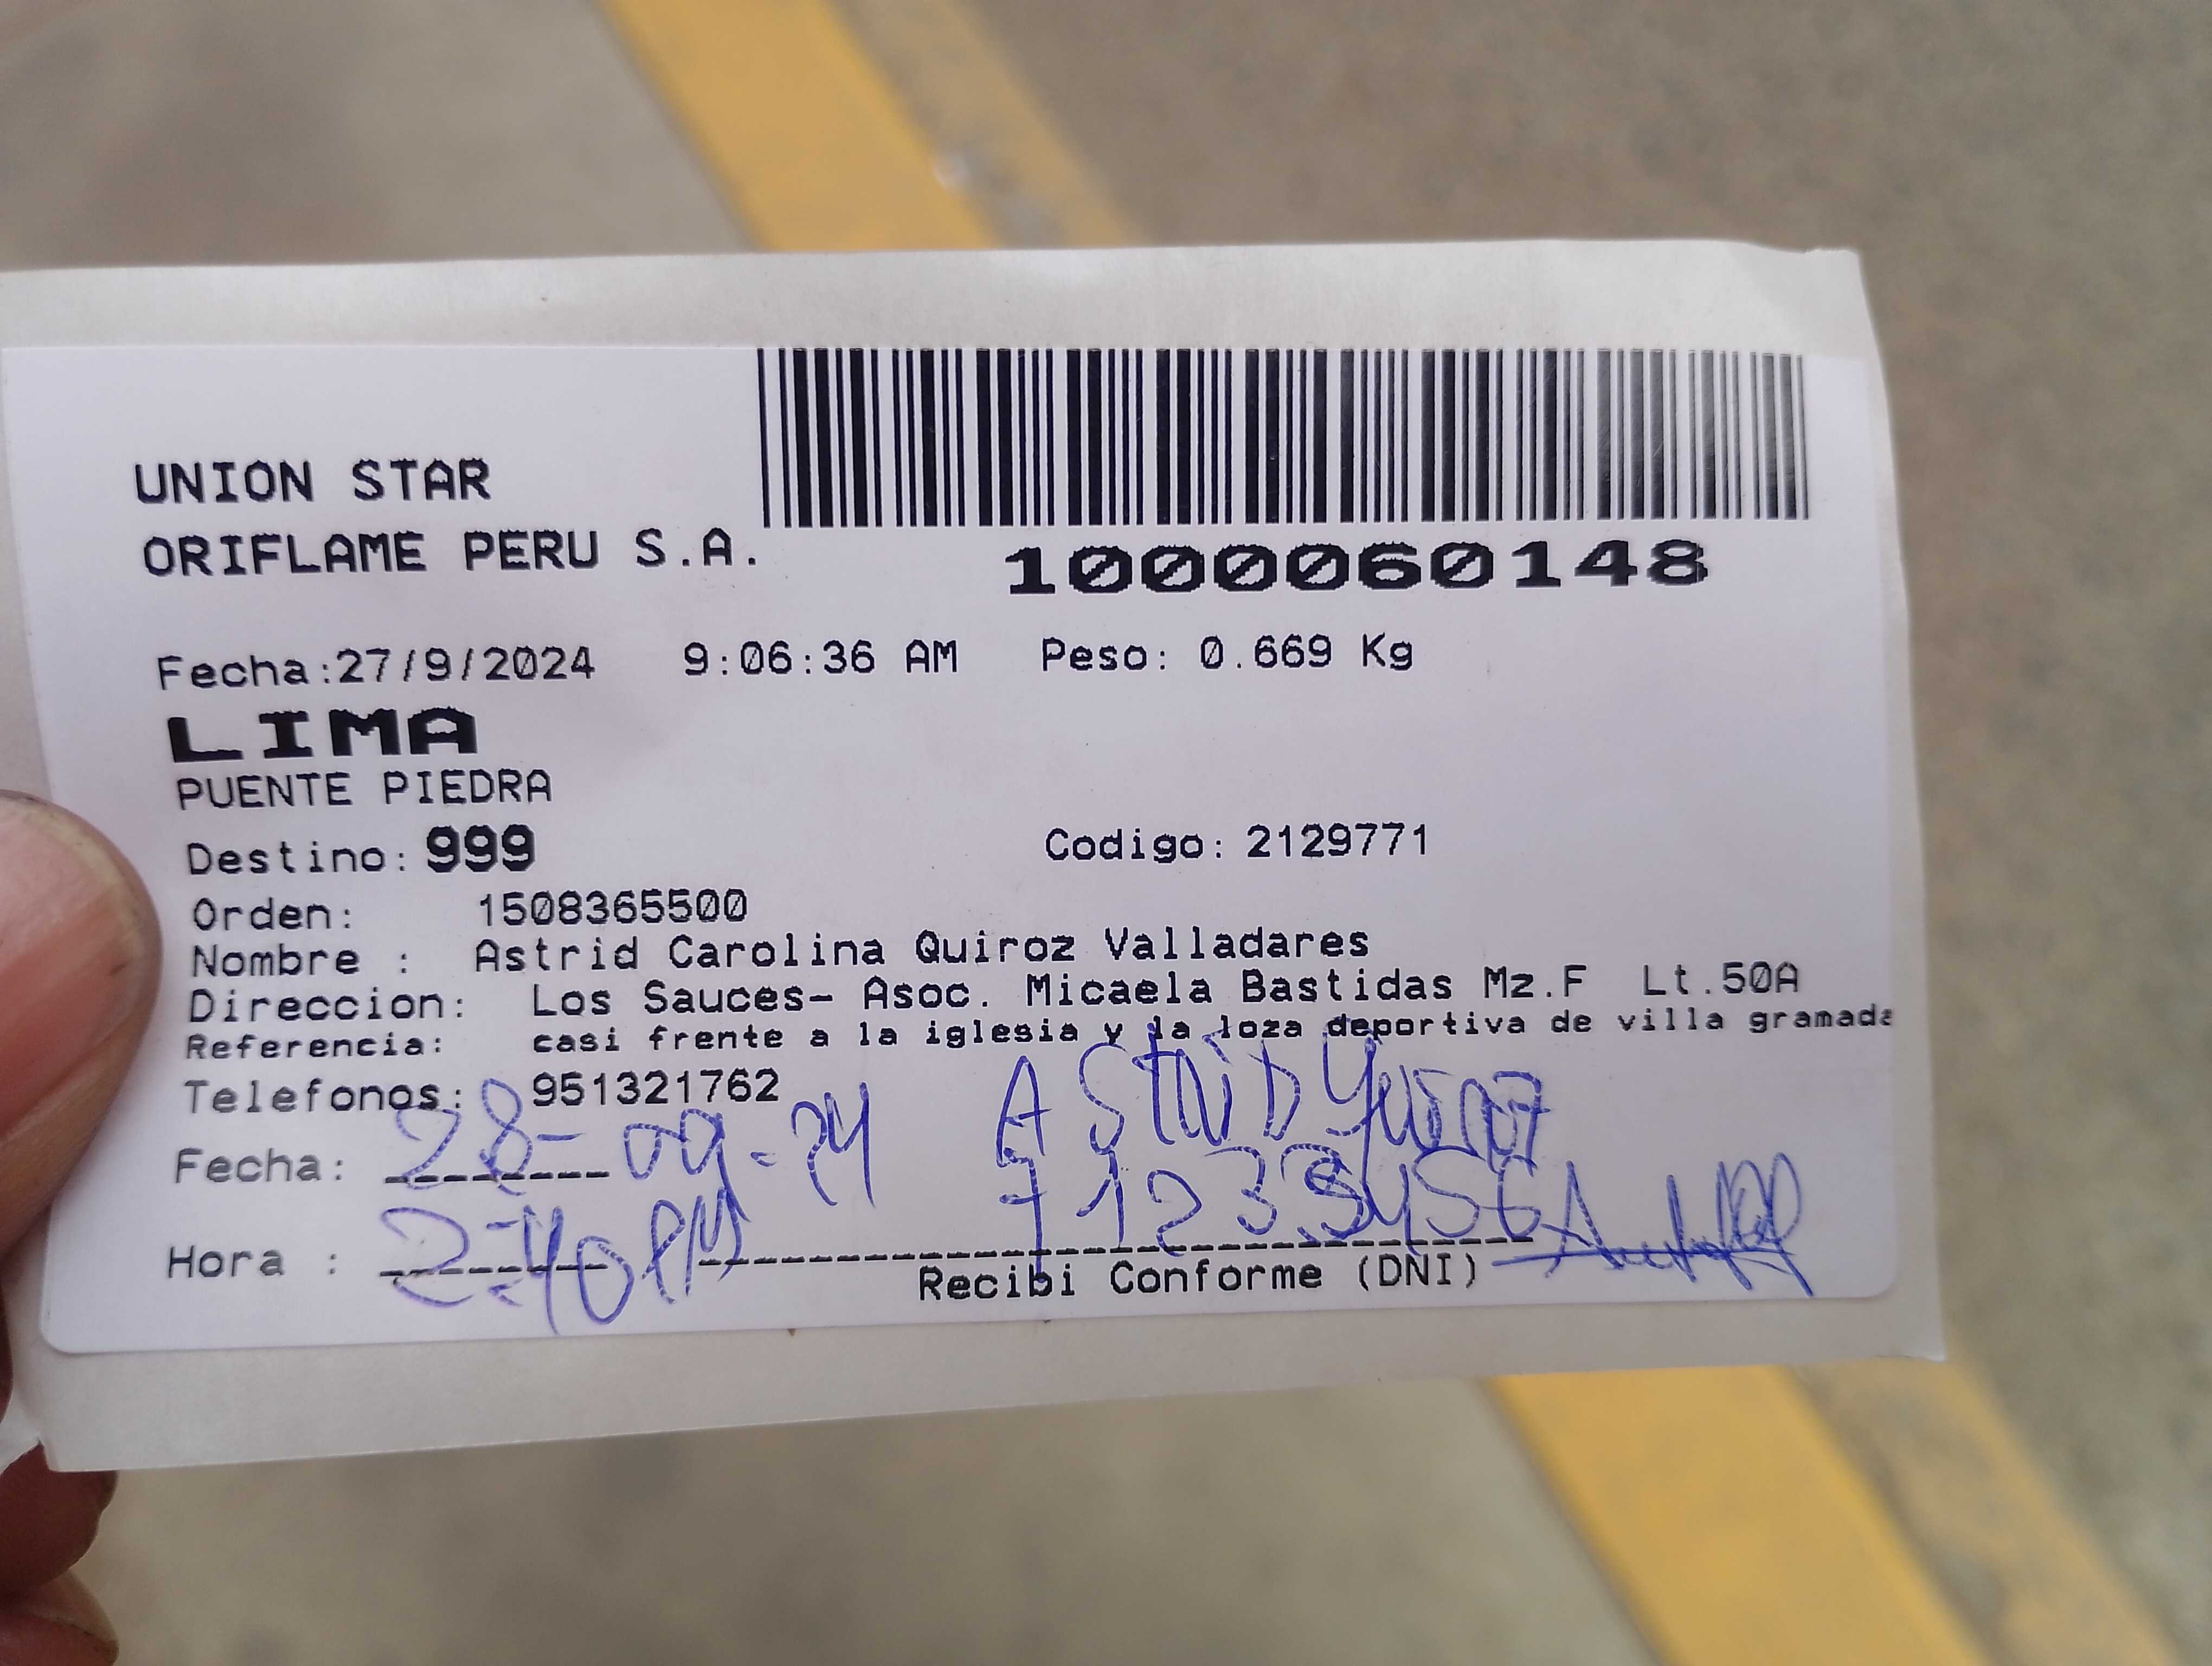 UNION STAR
ORIFLAME PERU S.A.
1000060148
Fecha:27/9/2024 9:06:36 AM Peso: 0.669 Kg
LIMA
PUENTE PIEDRA
Destino: 999 Codigo: 2129771
Orden: 1508365500
Nombre : Astrid Carolina Quiroz Valladares
Direccion: Los Sauces- Asoc. Micaela Bastidas Mz.F Lt.50A
Referencia: casi frente a la iglesia y la loza deportiva de villa gramada
Telefonos: 951321762
Fecha: 28-09-24
Hora : 2:40 PM
Recibi Conforme (DNI)